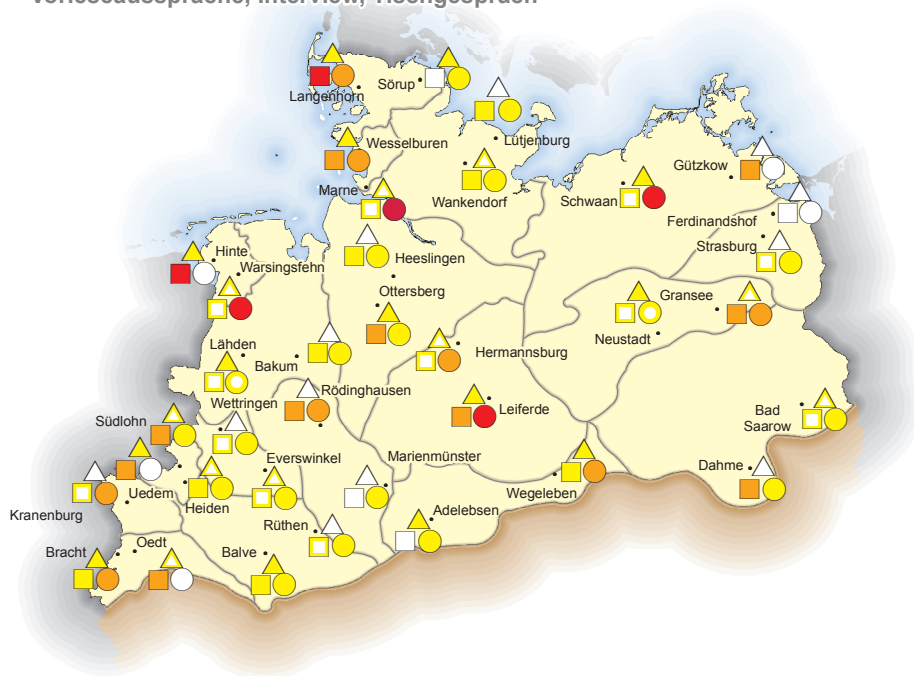 Vorleseaussprache, Interview, Tischgespräch
Sörup
Langenhorn
Lütjenburg
Wesselburen
Gützkow
Marne
Wankendorf
Schwaan
Ferdinandshof
Strasburg
Hinte
Heeslingen
Warsingsfehn
Ottersberg
Gransee
Neustadt
Lähden
Hermannsburg
Bakum
Rödinghausen
Wettringen
Leiferde
Bad
Saarow
Südlohn
Everswinkel
Marienmünster
Dahme
Wegeleben
Uedem
Heiden
Kranenburg
Adelebsen
Rüthen
Bracht
Oedt
Balve